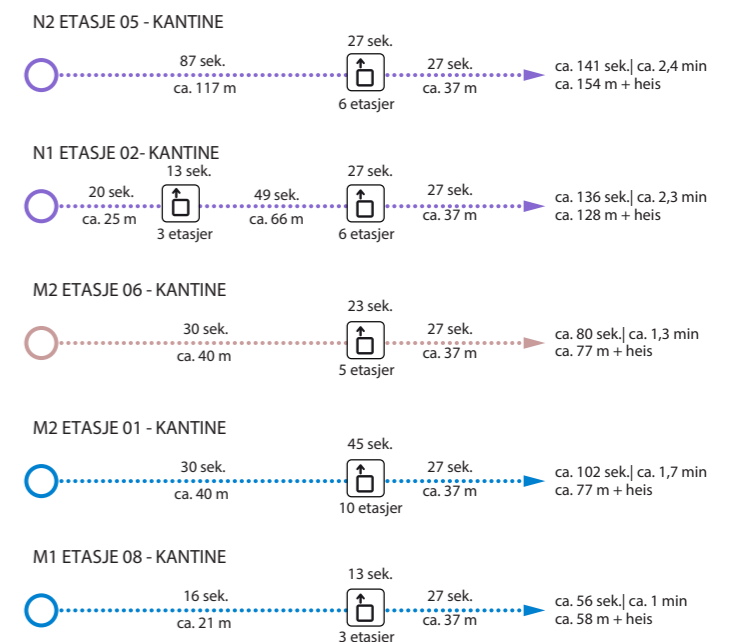 N2 ETASJE 05 - KANTINE
87 sek.
ca. 117 m
27 sek.
6 etasjer
27 sek.
ca. 37 m
ca. 141 sek.| ca. 2,4 min
ca. 154 m + heis
N1 ETASJE 02- KANTINE
20 sek.
ca. 25 m
13 sek.
3 etasjer
49 sek.
ca. 66 m
27 sek.
6 etasjer
27 sek.
ca. 37 m
ca. 136 sek.| ca. 2,3 min
ca. 128 m + heis
M2 ETASJE 06 - KANTINE
30 sek.
ca. 40 m
23 sek.
5 etasjer
27 sek.
ca. 37 m
ca. 80 sek.| ca. 1,3 min
ca. 77 m + heis
M2 ETASJE 01 - KANTINE
30 sek.
ca. 40 m
45 sek.
10 etasjer
27 sek.
ca. 37 m
ca. 102 sek.| ca. 1,7 min
ca. 77 m + heis
M1 ETASJE 08 - KANTINE
16 sek.
ca. 21 m
13 sek.
3 etasjer
27 sek.
ca. 37 m
ca. 56 sek.| ca. 1 min
ca. 58 m + heis